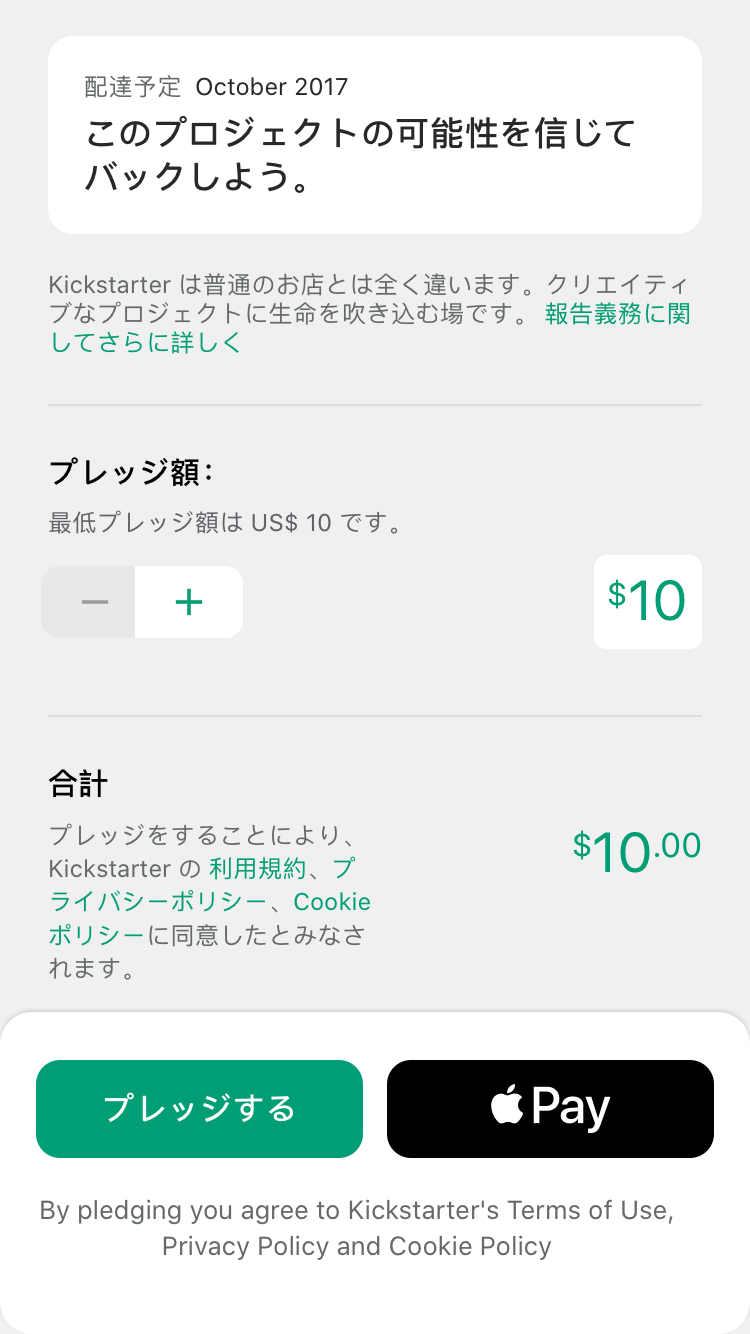 配達予定 October 2017
このプロジェクトの可能性を信じて
バックしよう。
Kickstarter は普通のお店とは全く違います。クリエイティ
ブなプロジェクトに生命を吹き込む場です。 報告義務に関
してさらに詳しく
プレッジ額:
最低プレッジ額は US$ 10 です。
− +
$10
合計
プレッジをすることにより、
Kickstarter の 利用規約、プ
ライバシーポリシー、Cookie
ポリシーに同意したとみなさ
れます。
$10.00
プレッジする
Pay
By pledging you agree to Kickstarter's Terms of Use,
Privacy Policy and Cookie Policy